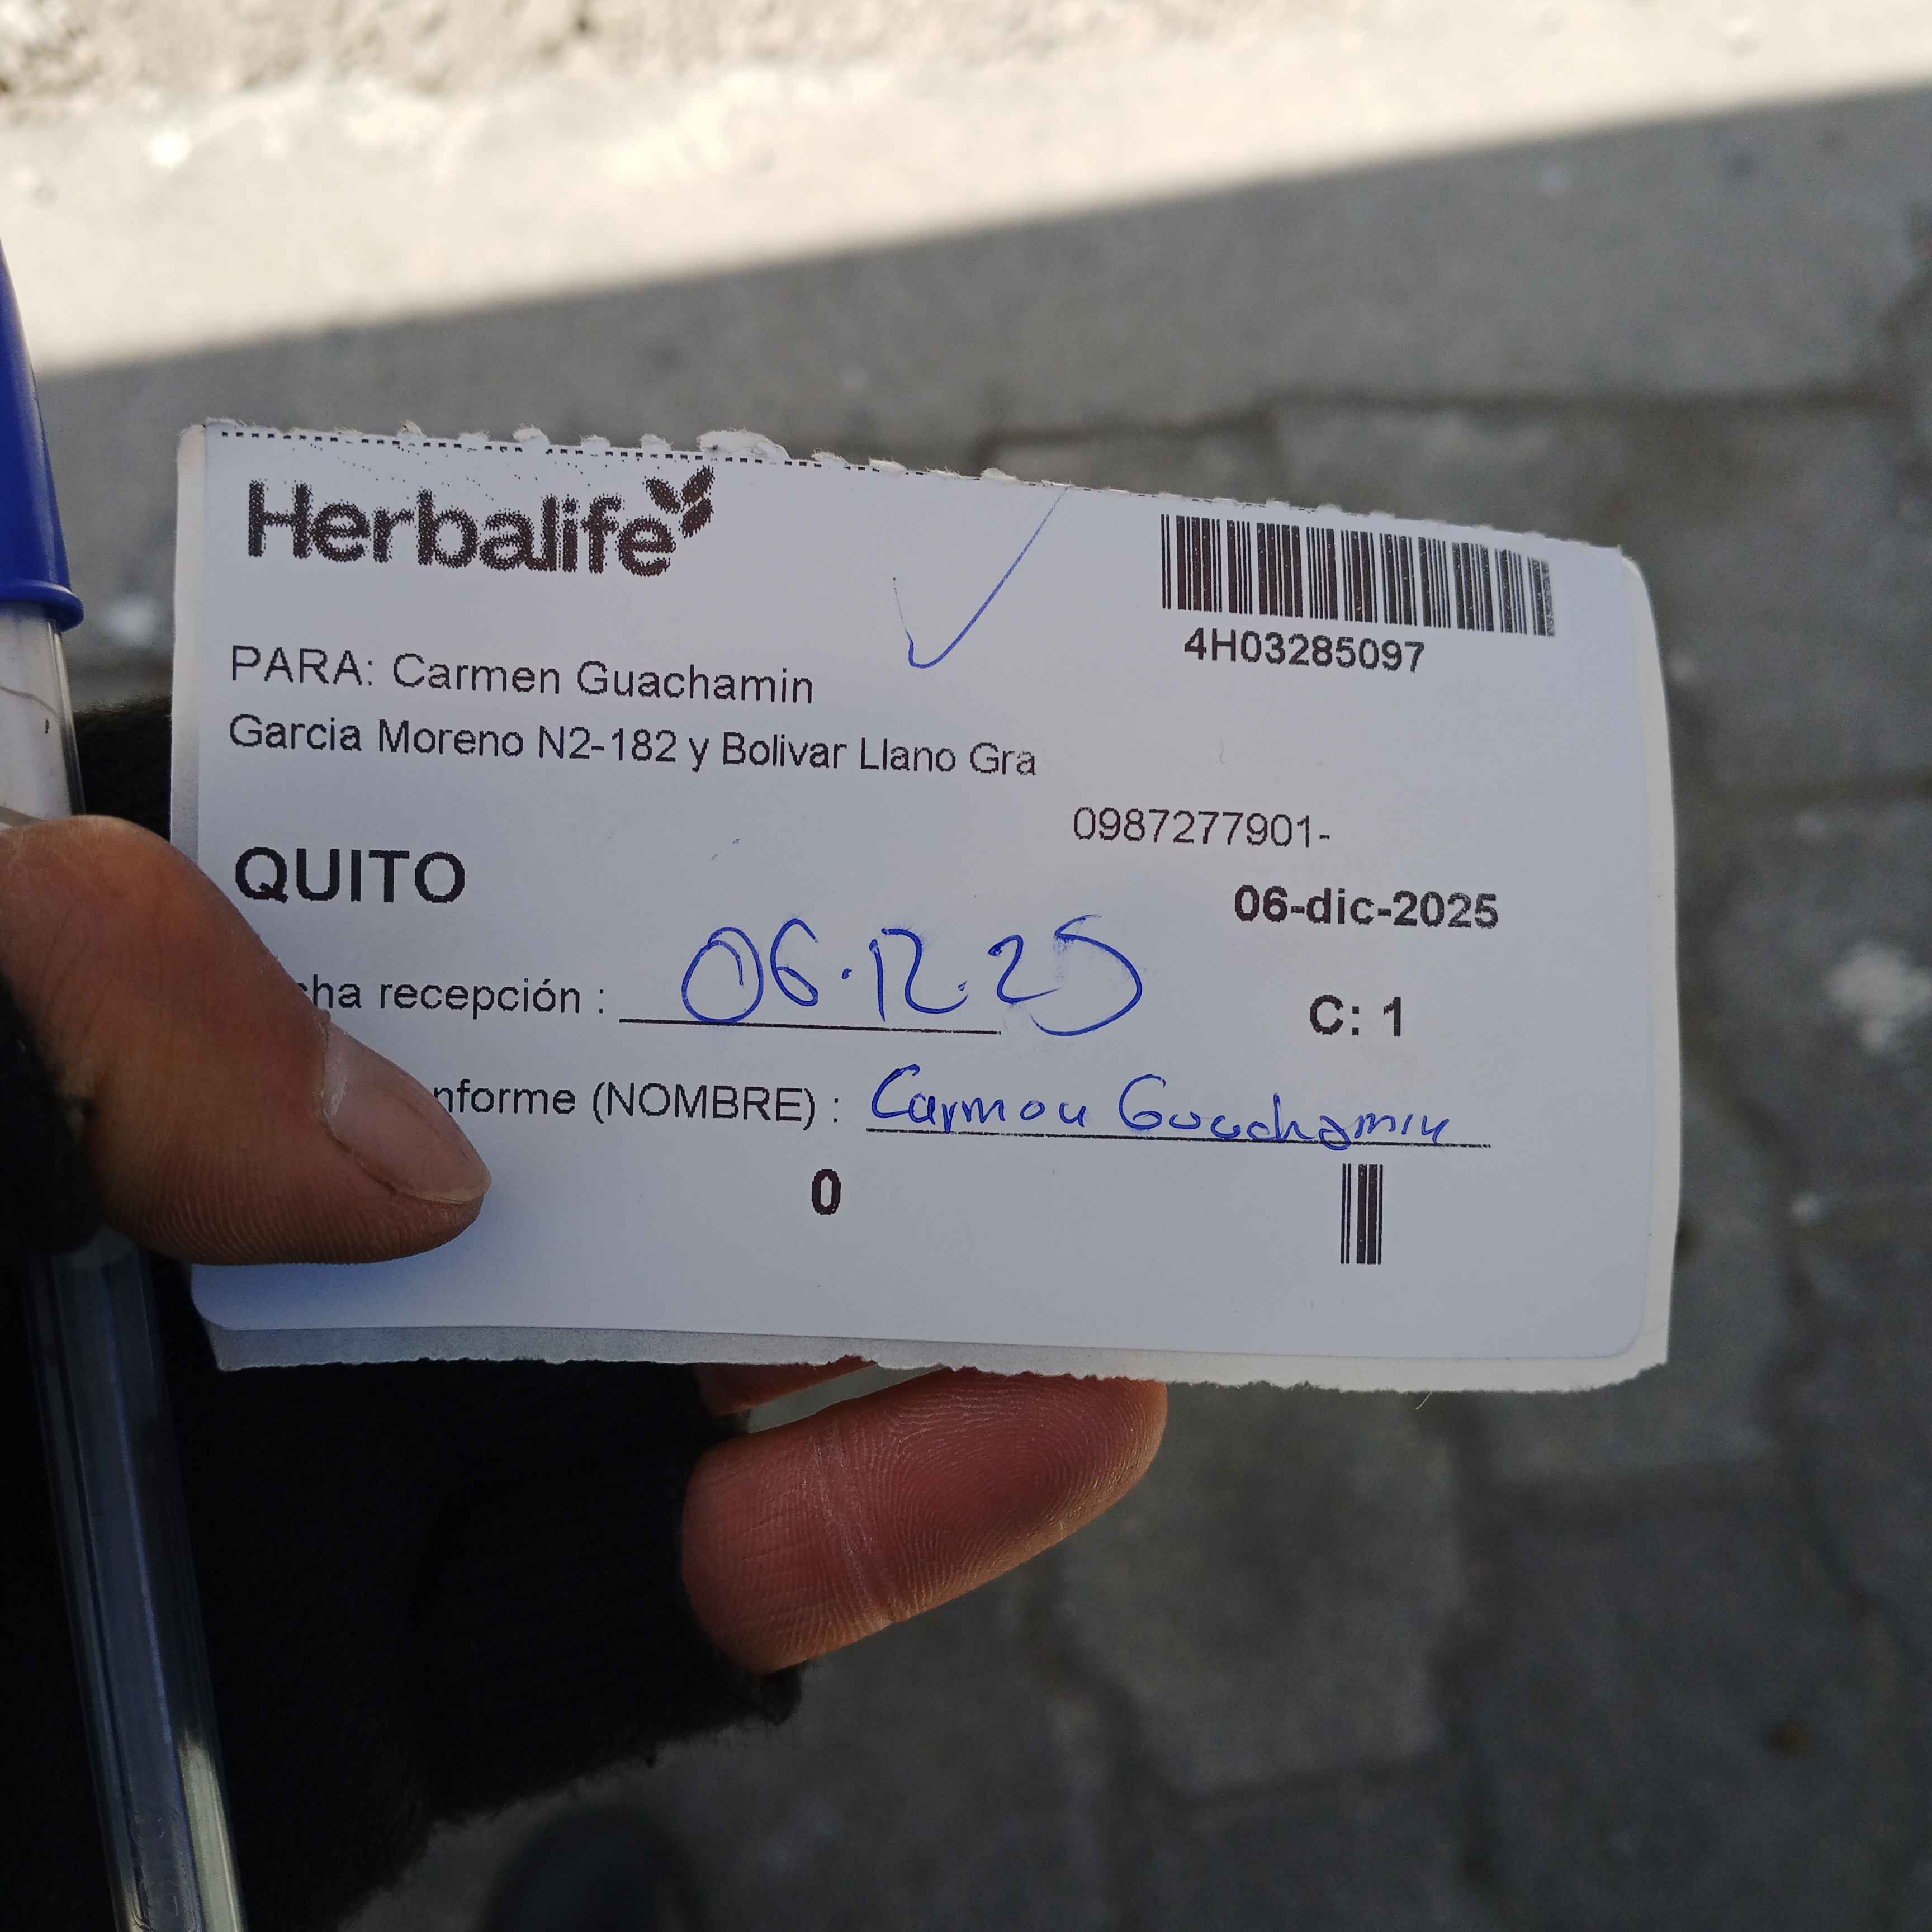 Herbalife
4H03285097
PARA: Carmen Guachamin
Garcia Moreno N2-182 y Bolivar Llano Gra
0987277901-
QUITO
06-dic-2025
cha recepción : 06.12.25
C: 1
nforme (NOMBRE) : Carmen Guachamin
0